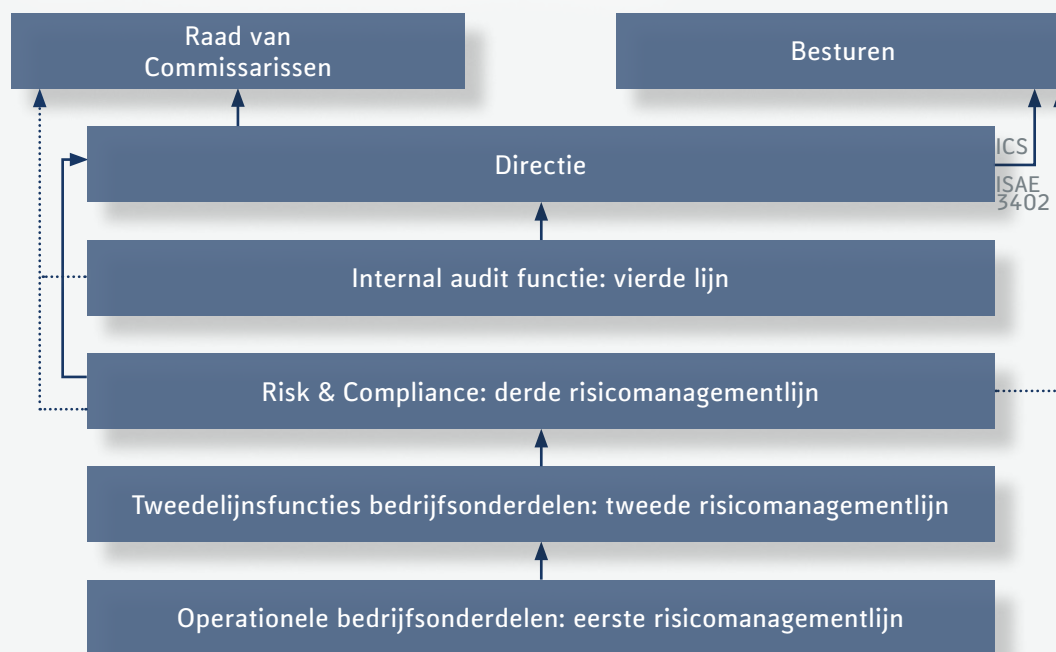 Raad van
Commissarissen
Besturen
Directie
ICS
ISAE
3402
Internal audit functie: vierde lijn
Risk & Compliance: derde risicomanagementlijn
Tweedelijnsfuncties bedrijfsonderdelen: tweede risicomanagementlijn
Operationele bedrijfsonderdelen: eerste risicomanagementlijn